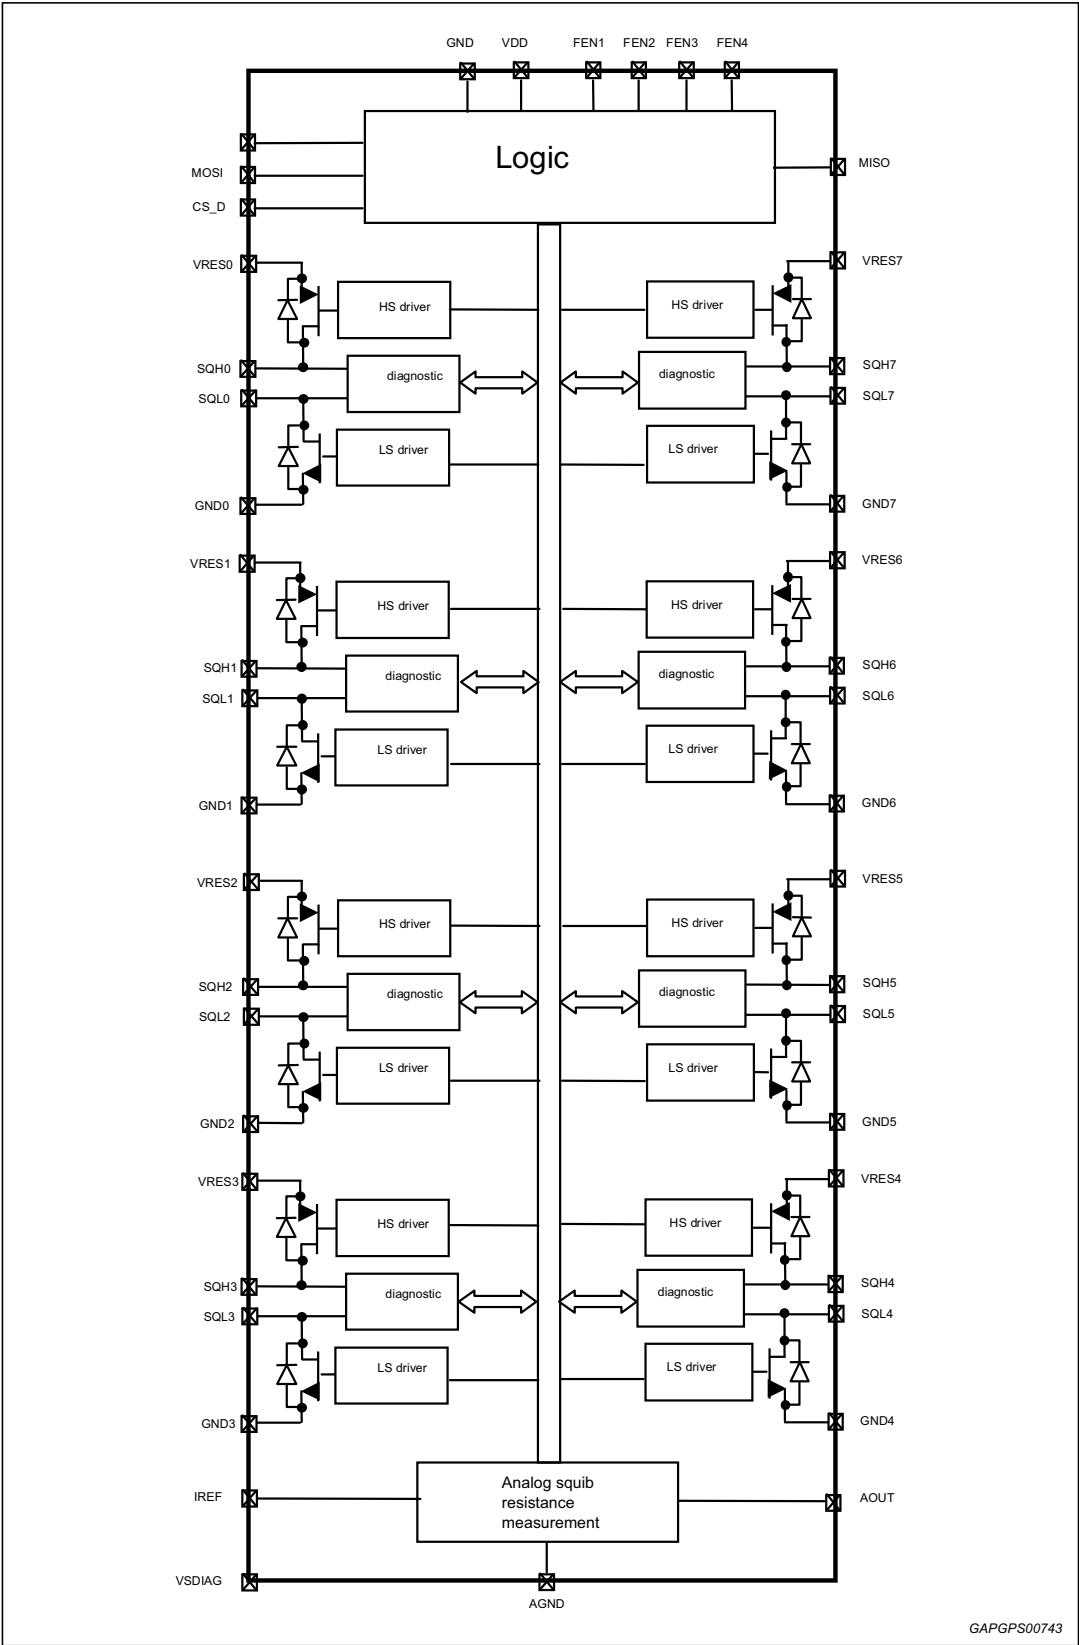 GND VDD FEN1 FEN2 FEN3 FEN4
Logic
MOSI
MISO
CS_D
VRES0
VRES7
HS driver
HS driver
SQH0
SQH7
diagnostic
diagnostic
SQL0
SQL7
LS driver
LS driver
GND0
GND7
VRES1
VRES6
HS driver
HS driver
SQH1
SQH6
diagnostic
diagnostic
SQL1
SQL6
LS driver
LS driver
GND1
GND6
VRES2
VRES5
HS driver
HS driver
SQH2
SQH5
diagnostic
diagnostic
SQL2
SQL5
LS driver
LS driver
GND2
GND5
VRES3
VRES4
HS driver
HS driver
SQH3
SQH4
diagnostic
diagnostic
SQL3
SQL4
LS driver
LS driver
GND3
GND4
IREF
Analog squib
resistance
measurement
AOUT
VSDIAG
AGND
GAPGPS00743